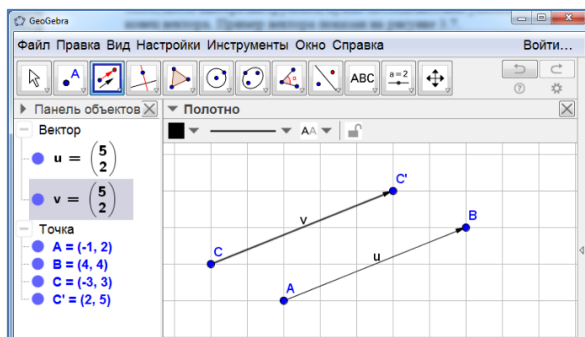 GeoGebra
Файл Правка Вид Настройки Инструменты Окно Справка Войти...
A ABC a = 2
Панель объектов
Полотно
AA
Вектор
u = (5 2)
v = (5 2)
Точка
A = (-1, 2)
B = (4, 4)
C = (-3, 3)
C' = (2, 5)
C'
v
B
C
u
A